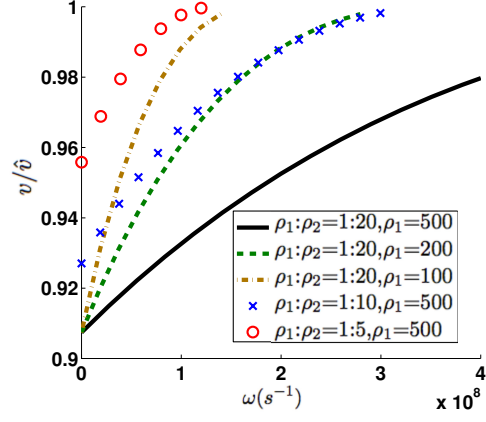 1
0.98
0.96
0.94
0.92
0.9
v/v̂
ρ₁:ρ₂=1:20,ρ₁=500
ρ₁:ρ₂=1:20,ρ₁=200
ρ₁:ρ₂=1:20,ρ₁=100
ρ₁:ρ₂=1:10,ρ₁=500
ρ₁:ρ₂=1:5,ρ₁=500
0 1 2 3 4
ω(s⁻¹)
x 10⁸